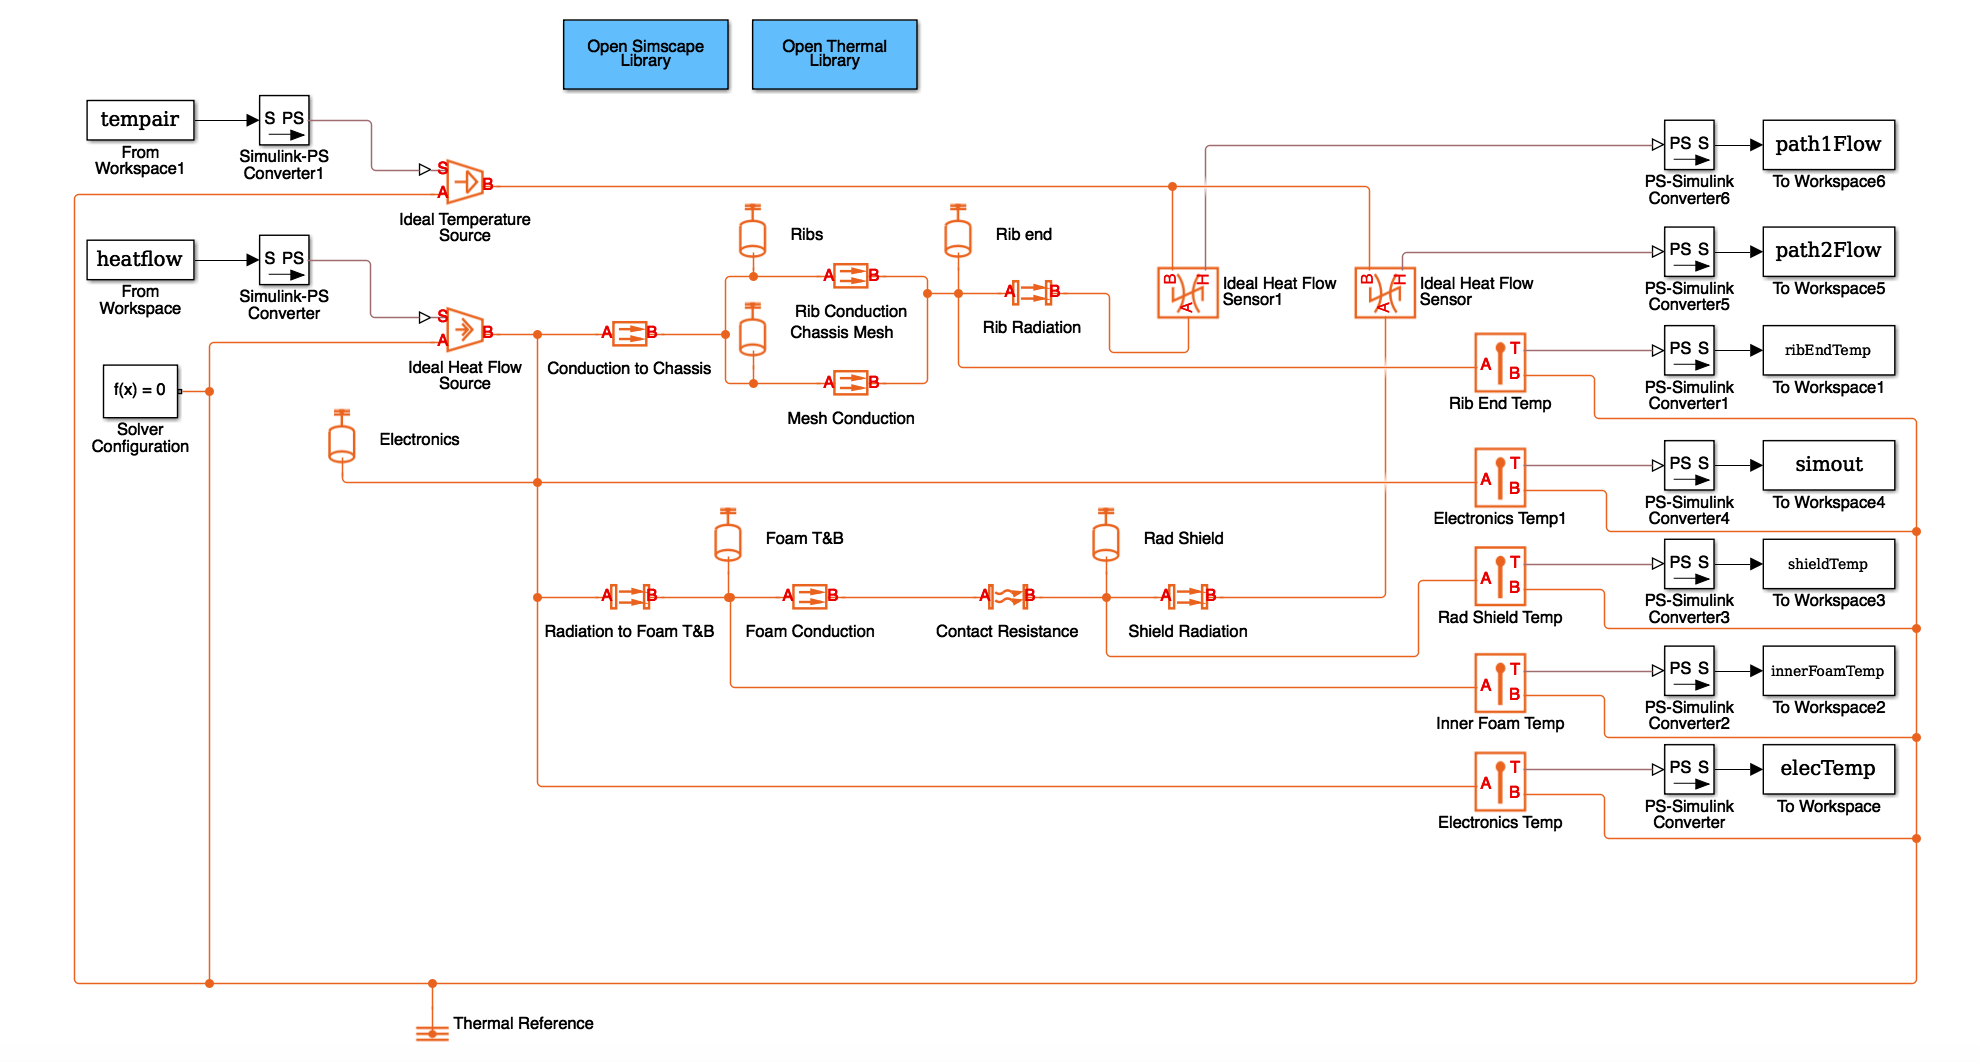 Open Simscape
Library
Open Thermal
Library
tempair
From
Workspace1
S PS
Simulink-PS
Converter1
S
A
B
Ideal Temperature
Source
heatflow
From
Workspace
S PS
Simulink-PS
Converter
S
A
B
Ideal Heat Flow
Source
f(x) = 0
Solver
Configuration
Electronics
A
B
Conduction to Chassis
Ribs
A
B
Rib Conduction
Chassis Mesh
A
B
Mesh Conduction
Rib end
A
B
Rib Radiation
B
H
A
Ideal Heat Flow
Sensor1
B
H
A
Ideal Heat Flow
Sensor
PS S
PS-Simulink
Converter6
path1Flow
To Workspace6
PS S
PS-Simulink
Converter5
path2Flow
To Workspace5
A
T
B
Rib End Temp
PS S
PS-Simulink
Converter1
ribEndTemp
To Workspace1
A
T
B
Electronics Temp1
PS S
PS-Simulink
Converter4
simout
To Workspace4
Foam T&B
Rad Shield
A
B
Radiation to Foam T&B
A
B
Foam Conduction
A
B
Contact Resistance
A
B
Shield Radiation
A
T
B
Rad Shield Temp
PS S
PS-Simulink
Converter3
shieldTemp
To Workspace3
A
T
B
Inner Foam Temp
PS S
PS-Simulink
Converter2
innerFoamTemp
To Workspace2
A
T
B
Electronics Temp
PS S
PS-Simulink
Converter
elecTemp
To Workspace
Thermal Reference